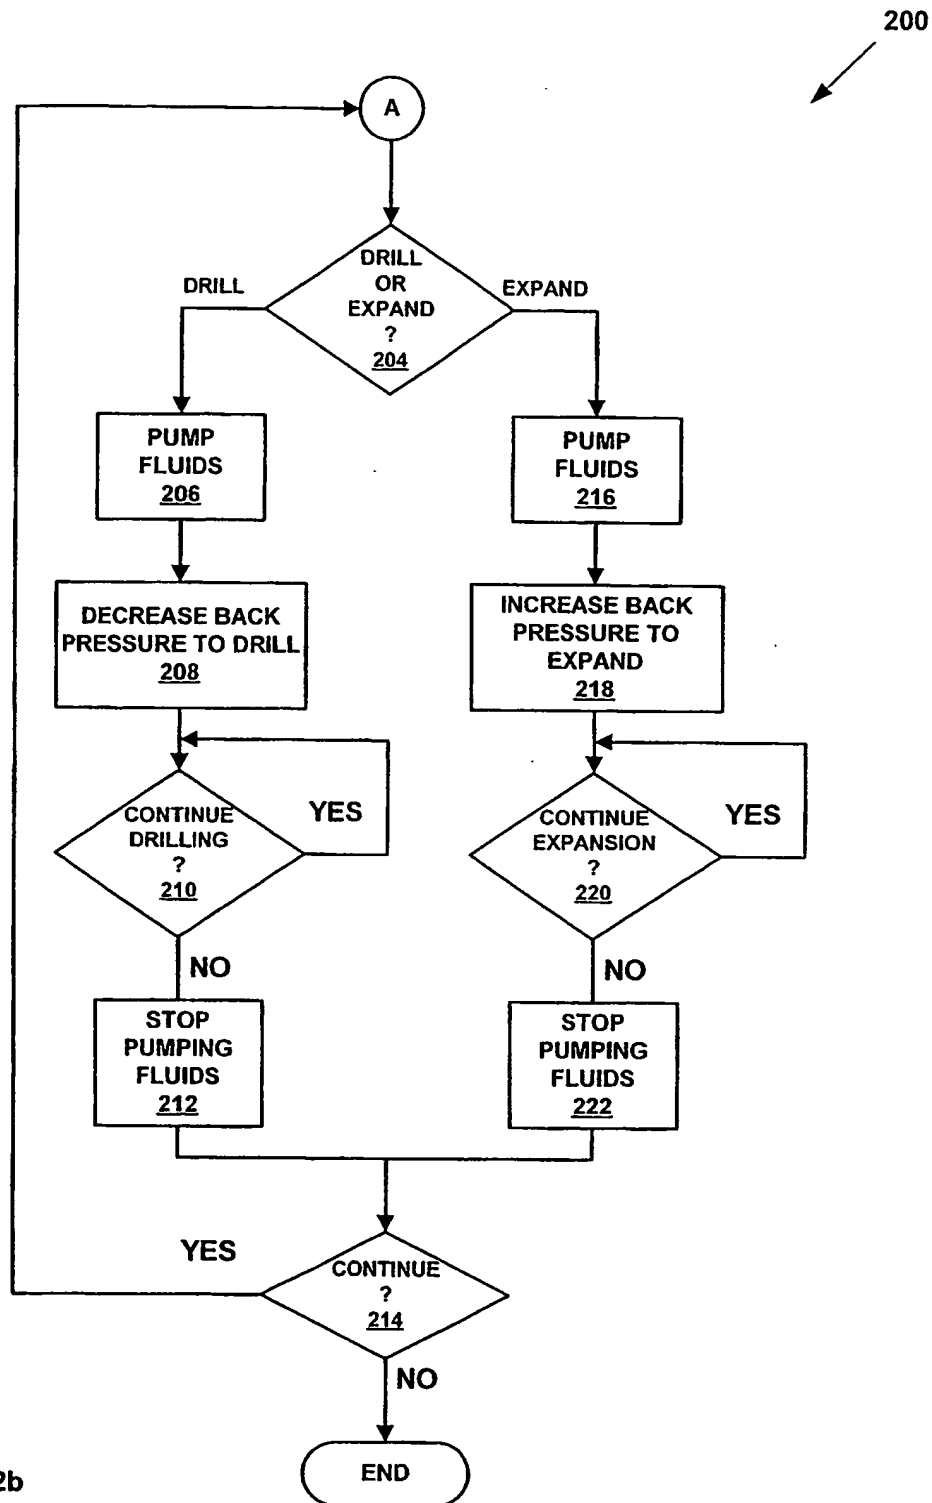 200
A
DRILL
OR
EXPAND
?
204
DRILL
EXPAND
PUMP
FLUIDS
206
PUMP
FLUIDS
216
DECREASE BACK
PRESSURE TO DRILL
208
INCREASE BACK
PRESSURE TO
EXPAND
218
CONTINUE
DRILLING
?
210
YES
CONTINUE
EXPANSION
?
220
YES
NO
NO
STOP
PUMPING
FLUIDS
212
STOP
PUMPING
FLUIDS
222
YES
CONTINUE
?
214
NO
END
2b